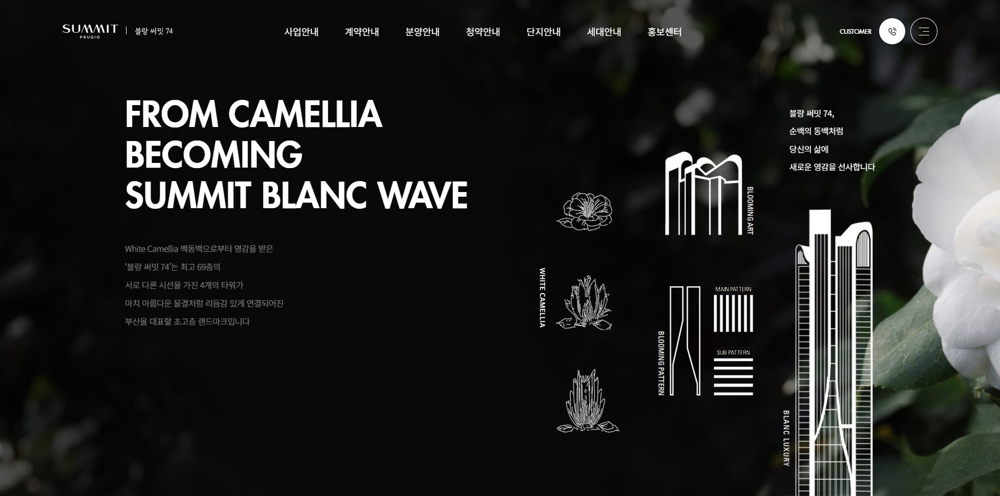 SUMMIT
PRUGIO
블랑 써밋 74
사업안내
계약안내
분양안내
청약안내
단지안내
세대안내
홍보센터
CUSTOMER
FROM CAMELLIA
BECOMING
SUMMIT BLANC WAVE
White Camellia 백동백으로부터 영감을 받은
‘블랑 써밋 74’는 최고 69층의
서로 다른 시선을 가진 4개의 타워가
마치 아름다운 물결처럼 리듬감 있게 연결되어진
부산을 대표할 초고층 랜드마크입니다
WHITE CAMELLIA
BLOOMING ART
BLOOMING PATTERN
MAIN PATTERN
SUB PATTERN
블랑 써밋 74,
순백의 동백처럼
당신의 삶에
새로운 영감을 선사합니다
BLANC LUXURY